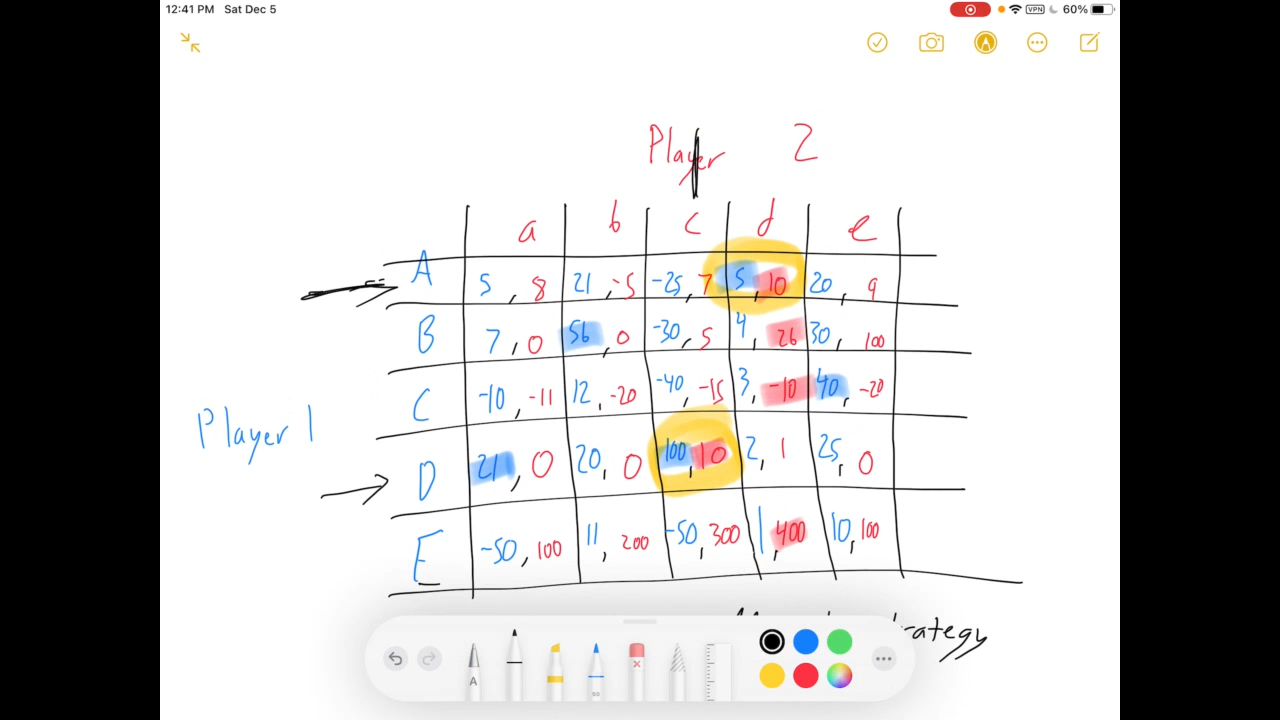 12:41 PM Sat Dec 5 VPN 60%
Player 2
a b c d e
A 5 , 8 21 , -5 -25 , 7 5 , 10 20 , 9
B 7 , 0 56 , 0 -30 , 5 4 , 26 30 , 100
C -10 , -11 12 , -20 -40 , -15 3 , -10 40 , -20
Player 1
D 21 , 0 20 , 0 100 , 10 2 , 1 25 , 0
E -50 , 100 11 , 200 -50 , 300 1 , 400 10 , 100
A
50